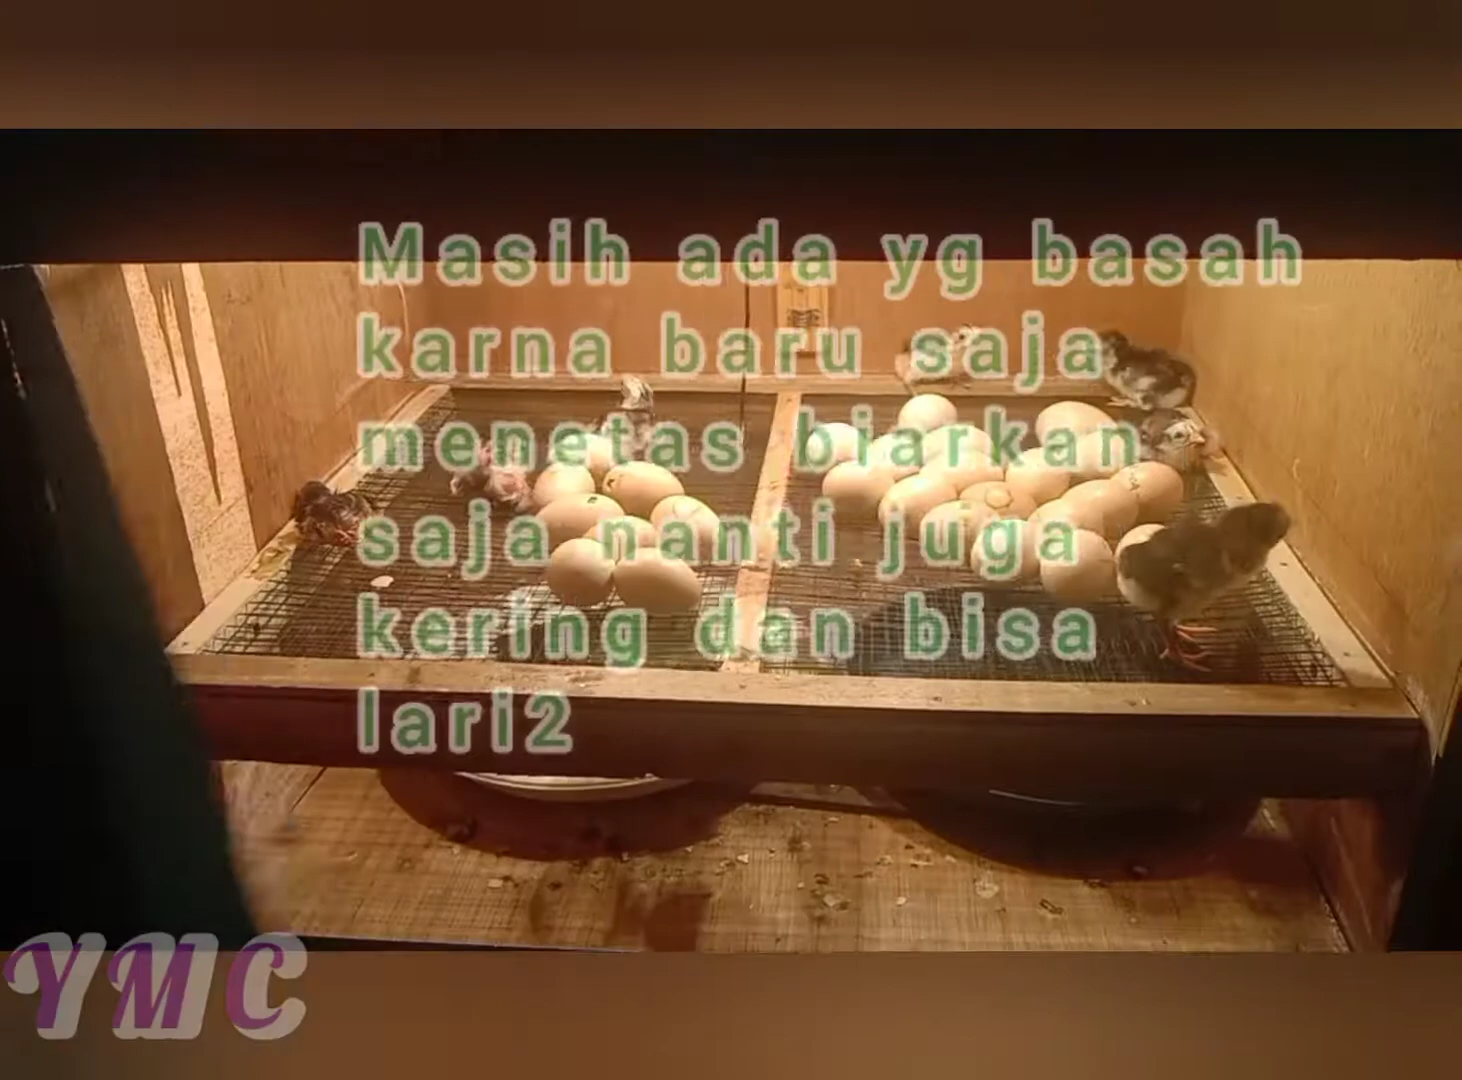 Masih ada yg basah
karna baru saja
menetas biarkan
saja nanti juga
kering dan bisa
lari2
YMC